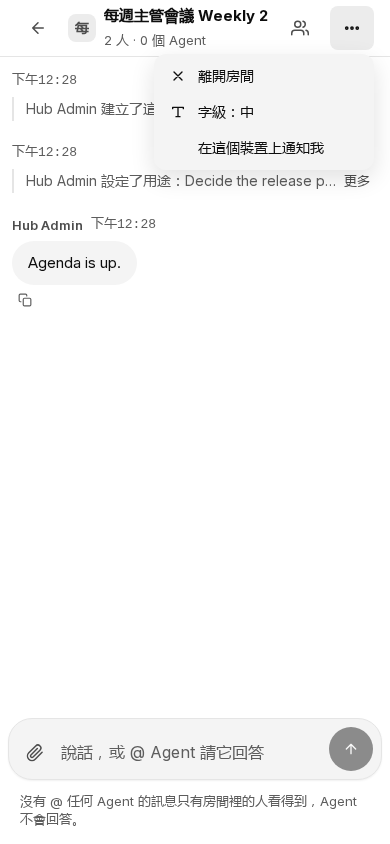 每
每週主管會議 Weekly 2
2 人 · 0 個 Agent
離開房間
字級：中
在這個裝置上通知我
下午12:28
Hub Admin 建立了這
下午12:28
Hub Admin 設定了用途：Decide the release p… 更多
Hub Admin 下午12:28
Agenda is up.
說話，或 @ Agent 請它回答
沒有 @ 任何 Agent 的訊息只有房間裡的人看得到，Agent
不會回答。